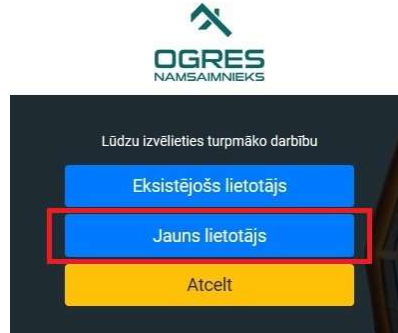 OGRES
NAMSAIMNIEKS
Lūdzu izvēlieties turpmāko darbību
Eksistējošs lietotājs
Jauns lietotājs
Atcelt